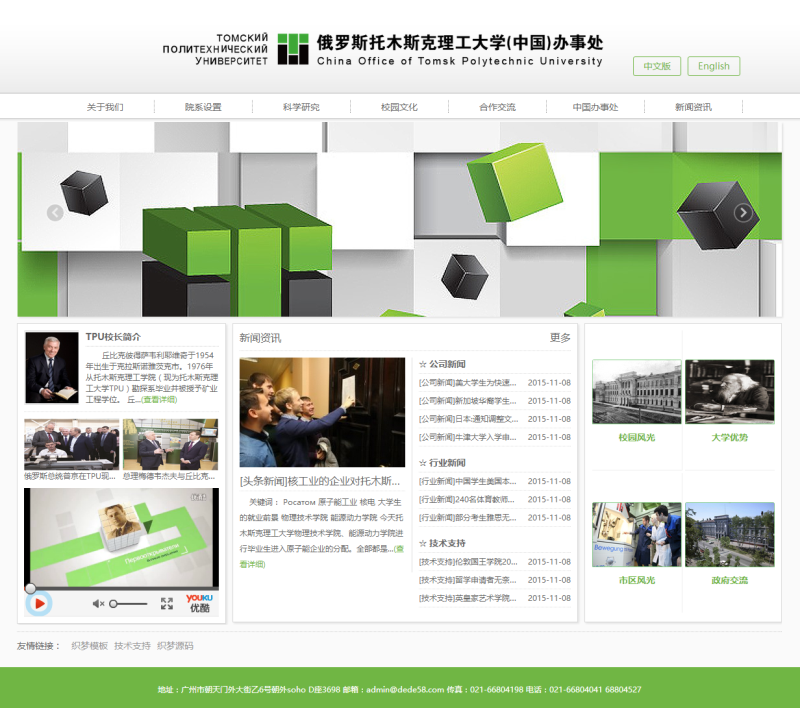 ТОМСКИЙ
ПОЛИТЕХНИЧЕСКИЙ
УНИВЕРСИТЕТ
俄罗斯托木斯克理工大学(中国)办事处
China Office of Tomsk Polytechnic University
中文版 English
关于我们 院系设置 科学研究 校园文化 合作交流 中国办事处 新闻资讯
TPU校长简介
丘比克彼得萨韦利耶维奇于1954
年出生于克拉斯诺雅茨克市。1976年
从托木斯克理工学院（现为托木斯克理
工大学TPU）勘探系毕业并被授予矿业
工程学位。 丘...(查看详细)
俄罗斯总统普京在TPU现... 总理梅德韦杰夫与丘比克...
YOUKU
优酷
新闻资讯 更多
[头条新闻]核工业的企业对托木斯...
关键词： Росатом 原子能工业 核电 大学生
的就业前景 物理技术学院 能源动力学院 今天托
木斯克理工大学物理技术学院、能源动力学院进
行毕业生进入原子能企业的分配。全部都是...(查
看详细)
☆ 公司新闻
[公司新闻]美大学生为快速... 2015-11-08
[公司新闻]新加坡华裔学生... 2015-11-08
[公司新闻]日本:通知调整文... 2015-11-08
[公司新闻]牛津大学入学审... 2015-11-08
☆ 行业新闻
[行业新闻]中国学生美国本... 2015-11-08
[行业新闻]240名体育教师... 2015-11-08
[行业新闻]部分考生雅思无... 2015-11-08
☆ 技术支持
[技术支持]伦敦国王学院20... 2015-11-08
[技术支持]留学申请者无奈... 2015-11-08
[技术支持]英皇家艺术学院... 2015-11-08
校园风光 大学优势
市区风光 政府交流
友情链接： 织梦模板 技术支持 织梦源码
地址：广州市朝天门外大街乙6号朝外soho D座3698 邮箱：admin@dede58.com 传真：021-66804198 电话：021-66804041 68804527